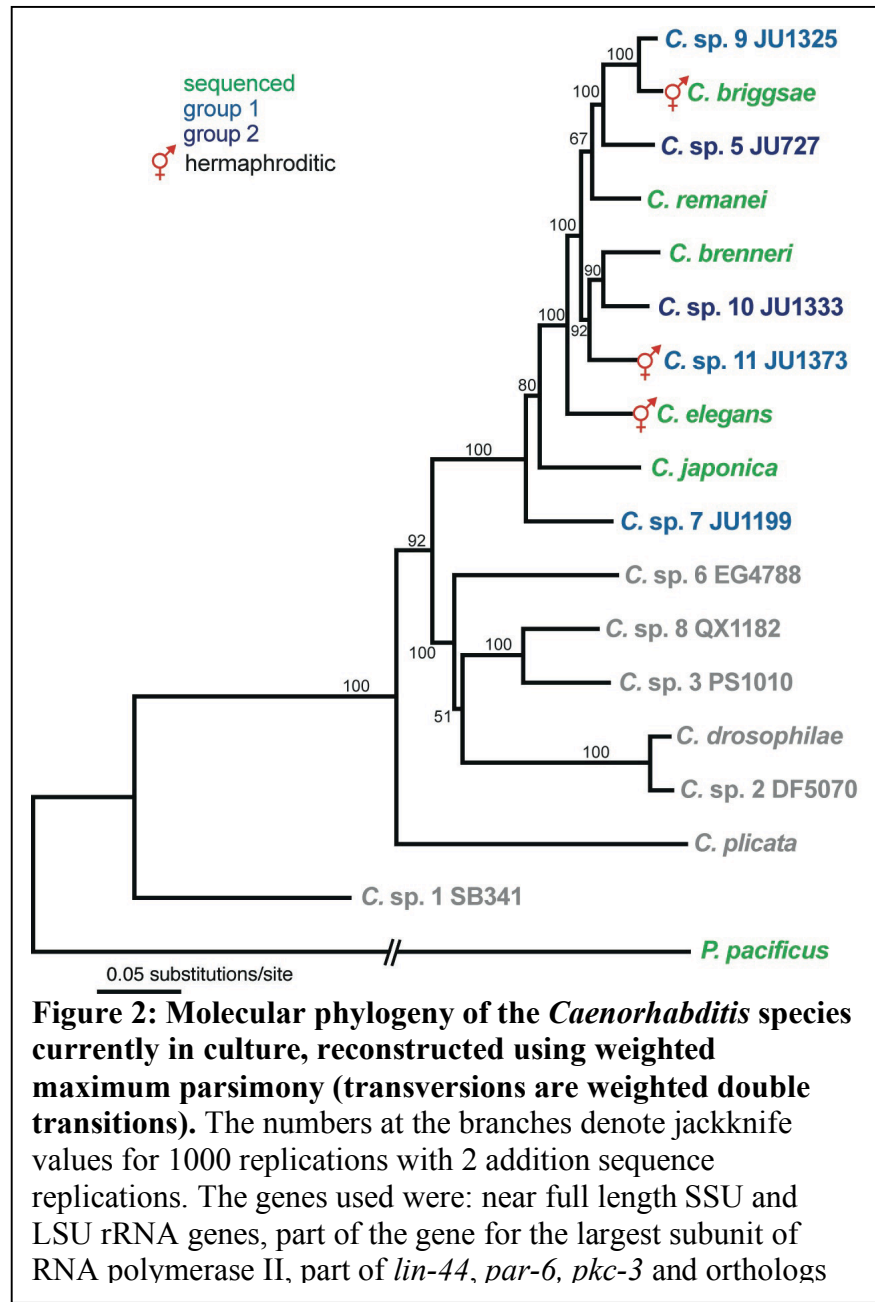 sequenced
group 1
group 2
hermaphroditic
100
C. sp. 9 JU1325
100
C. briggsae
C. sp. 5 JU727
67
C. remanei
100
C. brenneri
90
C. sp. 10 JU1333
100
92
C. sp. 11 JU1373
C. elegans
80
C. japonica
100
C. sp. 7 JU1199
92
C. sp. 6 EG4788
C. sp. 8 QX1182
100
100
C. sp. 3 PS1010
51
C. drosophilae
100
C. sp. 2 DF5070
100
C. plicata
C. sp. 1 SB341
P. pacificus
0.05 substitutions/site
Figure 2: Molecular phylogeny of the Caenorhabditis species
currently in culture, reconstructed using weighted
maximum parsimony (transversions are weighted double
transitions). The numbers at the branches denote jackknife
values for 1000 replications with 2 addition sequence
replications. The genes used were: near full length SSU and
LSU rRNA genes, part of the gene for the largest subunit of
RNA polymerase II, part of lin-44, par-6, pkc-3 and orthologs